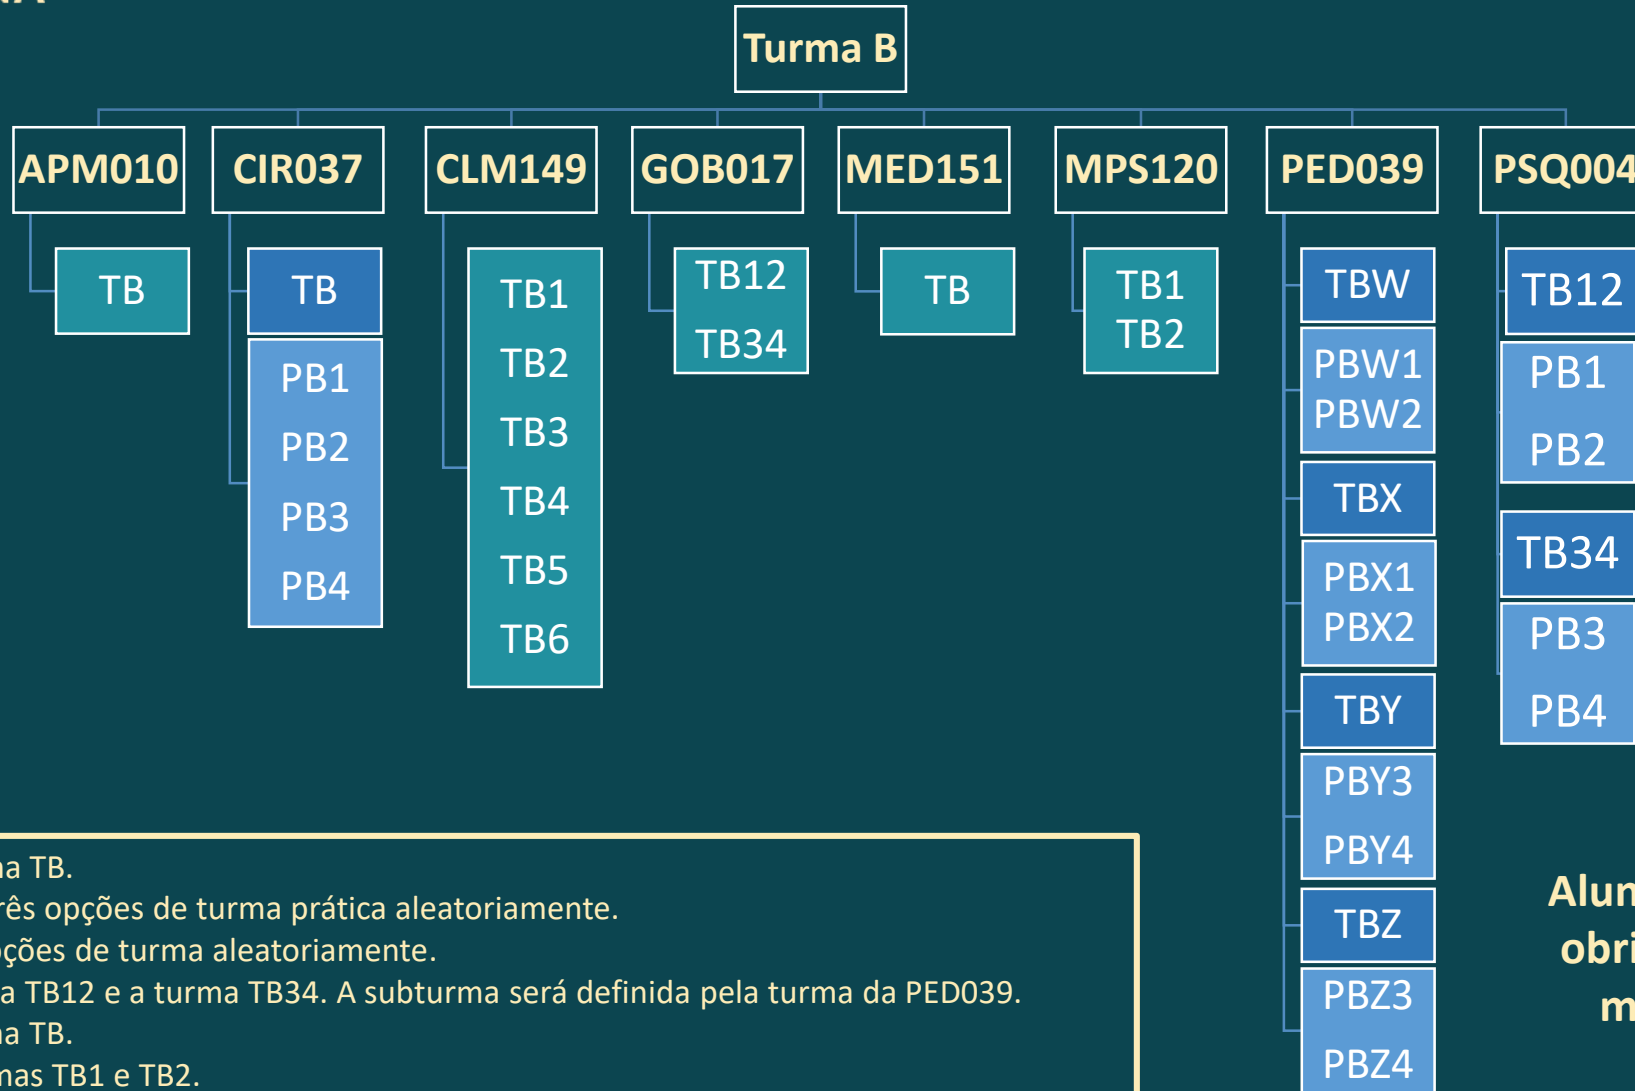 NA
Turma B
APM010
CIR037
CLM149
GOB017
MED151
MPS120
PED039
PSQ004
TB
TB
PB1
PB2
PB3
PB4
TB1
TB2
TB3
TB4
TB5
TB6
TB12
TB34
TB
TB1
TB2
TBW
PBW1
PBW2
TBX
PBX1
PBX2
TBY
PBY3
PBY4
TBZ
PBZ3
PBZ4
TB12
PB1
PB2
TB34
PB3
PB4
TB.
opções de turma prática aleatoriamente.
de turma aleatoriamente.
a TB12 e a turma TB34. A subturma será definida pela turma da PED039.
TB.
TB1 e TB2.